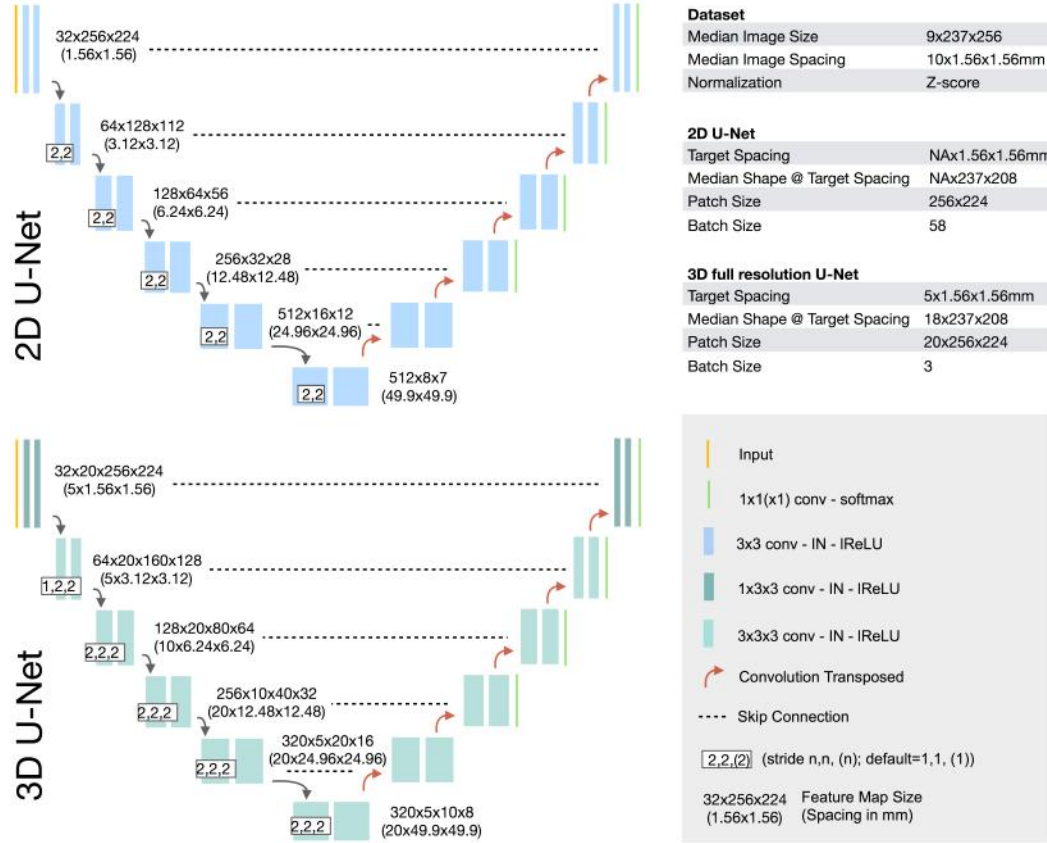 2D U-Net
32x256x224
(1.56x1.56)
64x128x112
(3.12x3.12)
2,2
128x64x56
(6.24x6.24)
2,2
256x32x28
(12.48x12.48)
2,2
512x16x12
(24.96x24.96)
2,2
512x8x7
(49.9x49.9)
2,2
3D U-Net
32x20x256x224
(5x1.56x1.56)
64x20x160x128
(5x3.12x3.12)
1,2,2
128x20x80x64
(10x6.24x6.24)
2,2,2
256x10x40x32
(20x12.48x12.48)
2,2,2
320x5x20x16
(20x24.96x24.96)
2,2,2
320x5x10x8
(20x49.9x49.9)
2,2,2
Dataset
Median Image Size 9x237x256
Median Image Spacing 10x1.56x1.56mm
Normalization Z-score
2D U-Net
Target Spacing NAx1.56x1.56mm
Median Shape @ Target Spacing NAx237x208
Patch Size 256x224
Batch Size 58
3D full resolution U-Net
Target Spacing 5x1.56x1.56mm
Median Shape @ Target Spacing 18x237x208
Patch Size 20x256x224
Batch Size 3
Input
1x1(x1) conv - softmax
3x3 conv - IN - lReLU
1x3x3 conv - IN - lReLU
3x3x3 conv - IN - lReLU
Convolution Transposed
Skip Connection
2,2,(2) (stride n,n, (n); default=1,1, (1))
32x256x224 Feature Map Size
(1.56x1.56) (Spacing in mm)